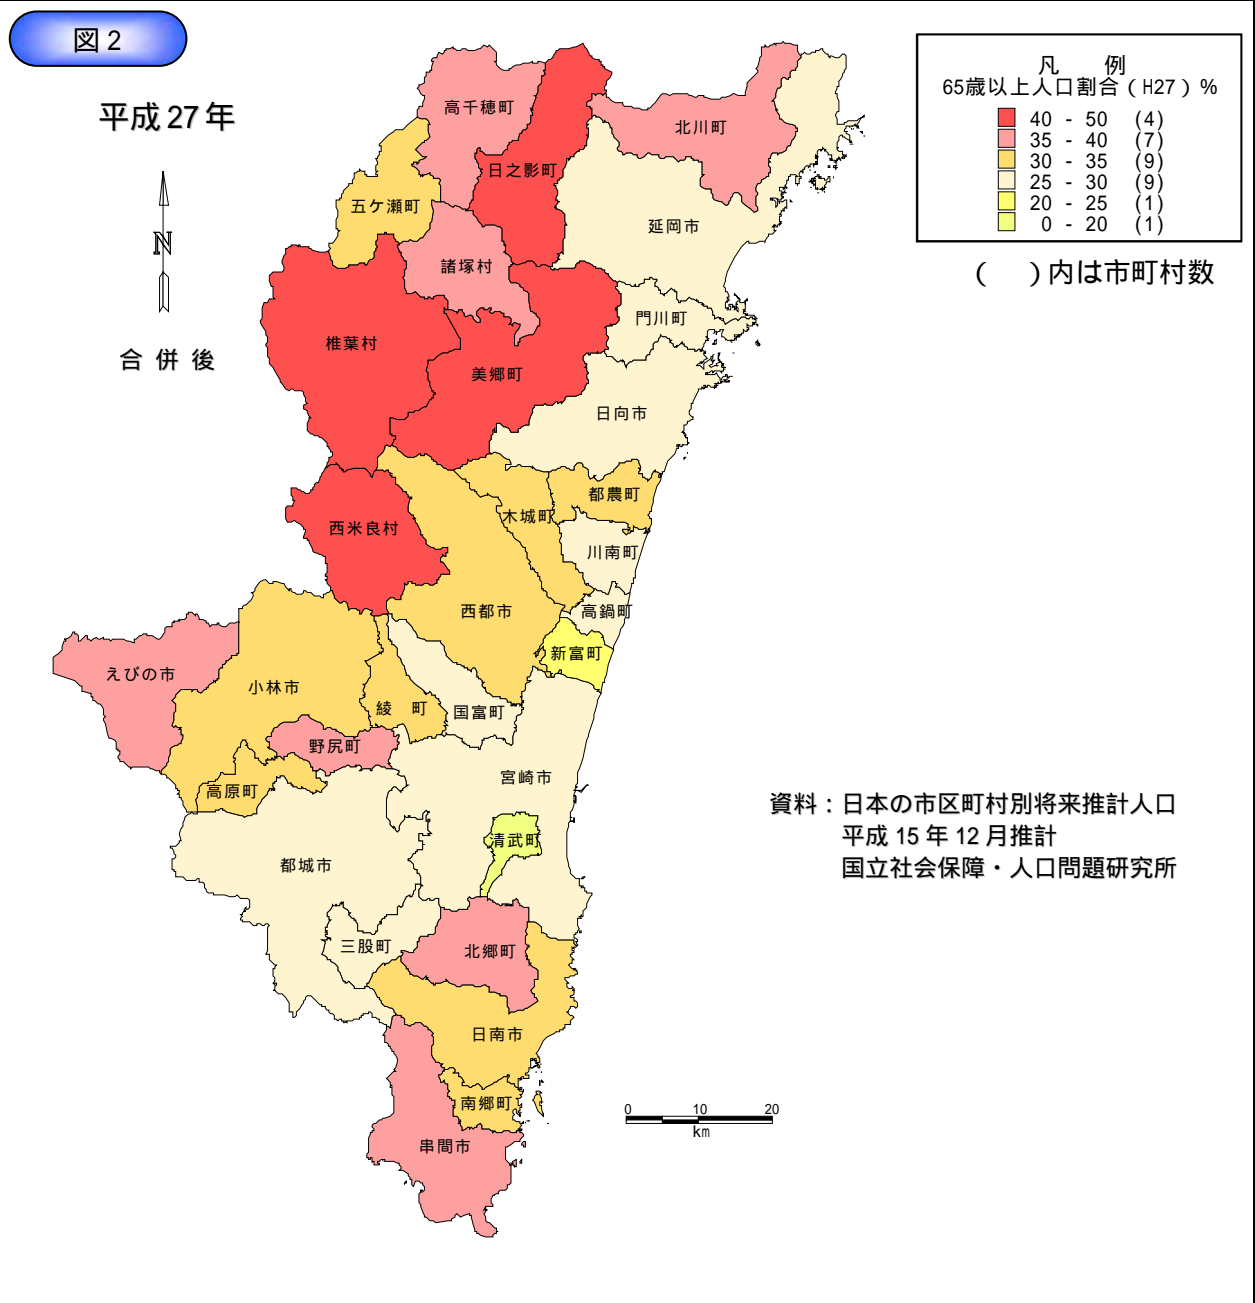 図2
平成27年
N
合併後
凡 例
65歳以上人口割合(H27)%
40 - 50 (4)
35 - 40 (7)
30 - 35 (9)
25 - 30 (9)
20 - 25 (1)
0 - 20 (1)
( )内は市町村数
高千穂町
北川町
日之影町
五ケ瀬町
延岡市
諸塚村
門川町
椎葉村
美郷町
日向市
都農町
木城町
西米良村
川南町
西都市
高鍋町
新富町
えびの市
小林市
綾 町
国富町
野尻町
宮崎市
高原町
清武町
都城市
三股町
北郷町
日南市
南郷町
串間市
資料:日本の市区町村別将来推計人口
平成15年12月推計
国立社会保障・人口問題研究所
0 10 20
km